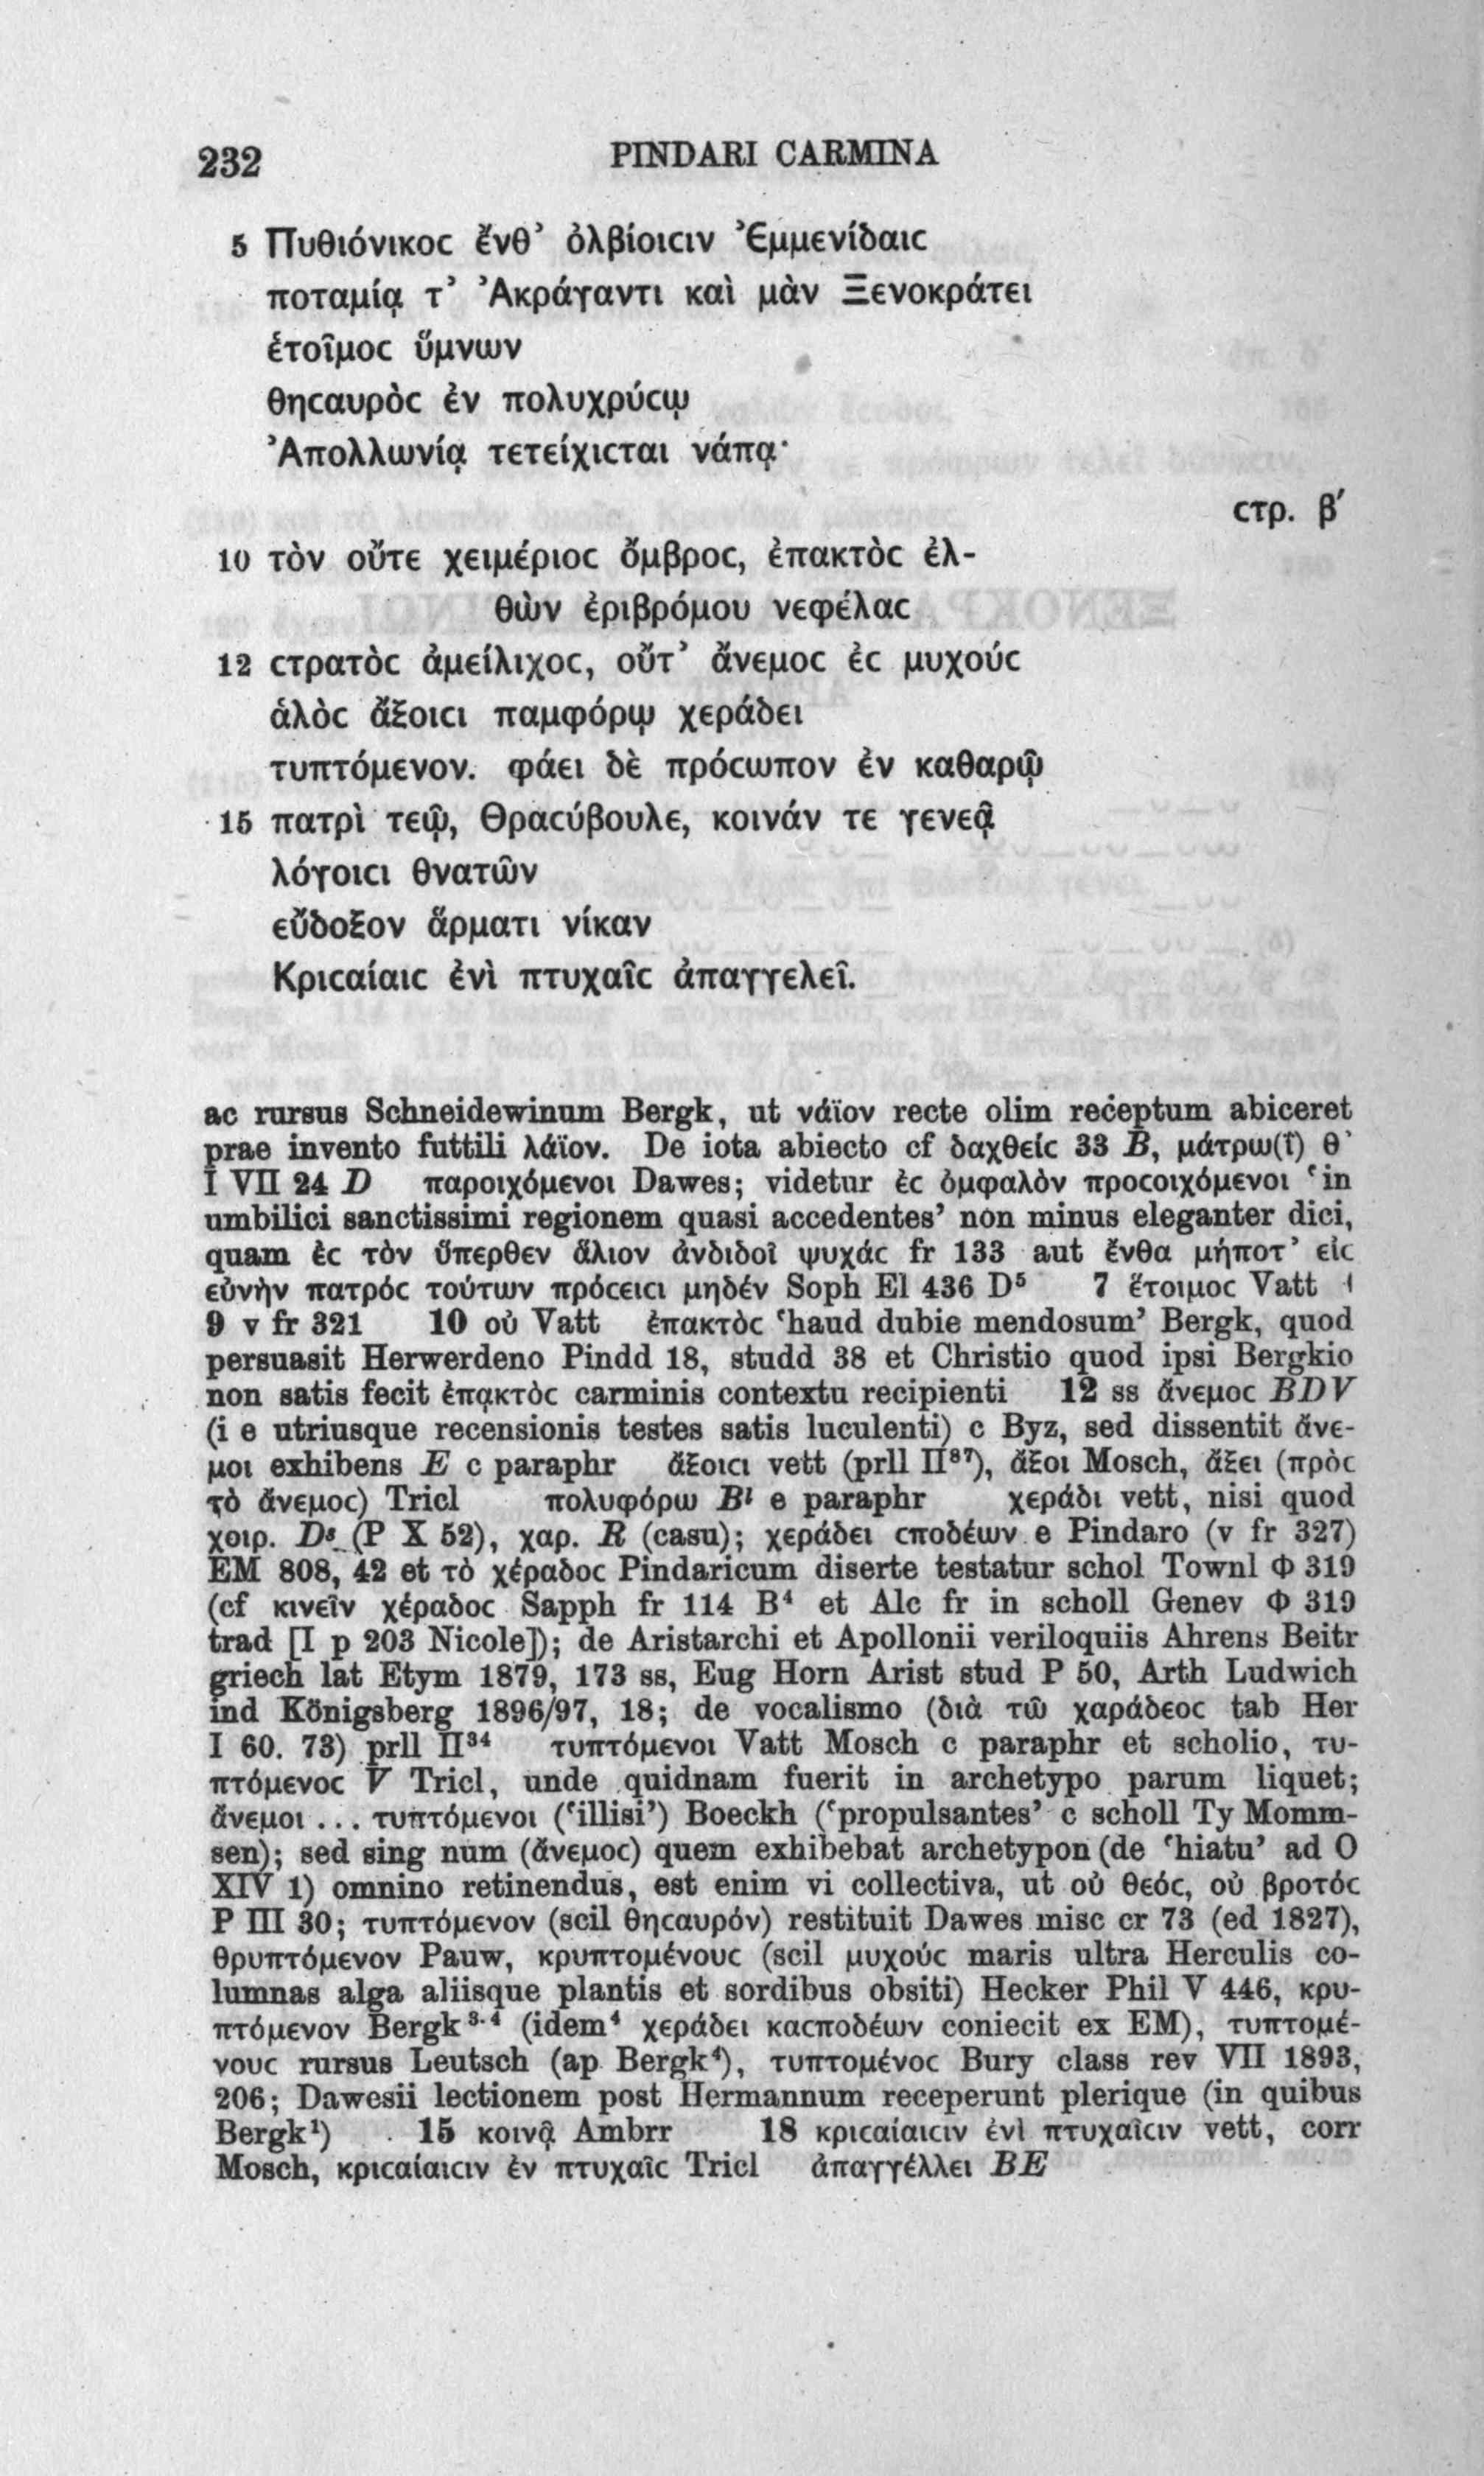 232
PINDARI CARMINA
5 Πυθιόνικοϲ ἔνθ’ ὀλβίοιϲιν Ἐμμενίδαιϲ
ποταμίᾳ τ’ Ἀκράγαντι καὶ μὰν Ξενοκράτει
ἑτοῖμοϲ ὕμνων
θηϲαυρὸϲ ἐν πολυχρύϲῳ
Ἀπολλωνίᾳ τετείχιϲται νάπᾳ·
ϲτρ. β′
10 τὸν οὔτε χειμέριοϲ ὄμβροϲ, ἐπακτὸϲ ἐλ-
θὼν ἐριβρόμου νεφέλαϲ
12 ϲτρατὸϲ ἀμείλιχοϲ, οὔτ’ ἄνεμοϲ ἐϲ μυχούϲ
ἁλὸϲ ἄξοιϲι παμφόρῳ χεράδει
τυπτόμενον. φάει δὲ πρόϲωπον ἐν καθαρῷ
15 πατρὶ τεῷ, Θραϲύβουλε, κοινάν τε γενεᾷ
λόγοιϲι θνατῶν
εὔδοξον ἅρματι νίκαν
Κριϲαίαιϲ ἐνὶ πτυχαῖϲ ἀπαγγελεῖ.
ac rursus Schneidewinum Bergk, ut νάϊον recte olim receptum abiceret
prae invento futtili λάϊον. De iota abiecto cf δαχθείϲ 33 B, μάτρω(ϊ) θ’
I VII 24 D παροιχόμενοι Dawes; videtur ἐϲ ὀμφαλὸν προϲοιχόμενοι ‘in
umbilici sanctissimi regionem quasi accedentes’ non minus eleganter dici,
quam ἐϲ τὸν ὕπερθεν ἅλιον ἀνδιδοῖ ψυχάϲ fr 133 aut ἔνθα μήποτ’ εἰϲ
εὐνὴν πατρόϲ τούτων πρόϲειϲι μηδέν Soph El 436 D⁵ 7 ἕτοιμοϲ Vatt
9 v fr 321 10 οὐ Vatt ἐπακτὸϲ ‘haud dubie mendosum’ Bergk, quod
persuasit Herwerdeno Pindd 18, studd 38 et Christio quod ipsi Bergkio
non satis fecit ἐπᾳκτὸϲ carminis contextu recipienti 12 ss ἄνεμοϲ BDV
(i e utriusque recensionis testes satis luculenti) c Byz, sed dissentit ἄνε-
μοι exhibens E c paraphr ἄξοιϲι vett (prll II⁸⁷), ἄξοι Mosch, ἄξει (πρὸϲ
τὸ ἄνεμοϲ) Tricl πολυφόρω Bˡ e paraphr χεράδι vett, nisi quod
χοιρ. Dˢ (P X 52), χαρ. R (casu); χεράδει ϲποδέων e Pindaro (v fr 327)
EM 808, 42 et τὸ χέραδοϲ Pindaricum diserte testatur schol Townl Φ 319
(cf κινεῖν χέραδοϲ Sapph fr 114 B⁴ et Alc fr in scholl Genev Φ 319
trad [I p 203 Nicole]); de Aristarchi et Apollonii veriloquiis Ahrens Beitr
griech lat Etym 1879, 173 ss, Eug Horn Arist stud P 50, Arth Ludwich
ind Königsberg 1896/97, 18; de vocalismo (διὰ τῶ χαράδεοϲ tab Her
I 60. 73) prll II³⁴ τυπτόμενοι Vatt Mosch c paraphr et scholio, τυ-
πτόμενοϲ V Tricl, unde quidnam fuerit in archetypo parum liquet;
ἄνεμοι ... τυπτόμενοι (‘illisi’) Boeckh (‘propulsantes’ c scholl Ty Momm-
sen); sed sing num (ἄνεμοϲ) quem exhibebat archetypon (de ‘hiatu’ ad O
XIV 1) omnino retinendus, est enim vi collectiva, ut οὐ θεόϲ, οὐ βροτόϲ
P III 30; τυπτόμενον (scil θηϲαυρόν) restituit Dawes misc cr 73 (ed 1827),
θρυπτόμενον Pauw, κρυπτομένουϲ (scil μυχούϲ maris ultra Herculis co-
lumnas alga aliisque plantis et sordibus obsiti) Hecker Phil V 446, κρυ-
πτόμενον Bergk³·⁴ (idem⁴ χεράδει καϲποδέων coniecit ex EM), τυπτομέ-
νουϲ rursus Leutsch (ap Bergk⁴), τυπτομένοϲ Bury class rev VII 1893,
206; Dawesii lectionem post Hermannum receperunt plerique (in quibus
Bergk¹) 15 κοινᾷ Ambrr 18 κριϲαίαιϲιν ἐνὶ πτυχαῖϲιν vett, corr
Mosch, κριϲαίαιϲιν ἐν πτυχαῖϲ Tricl ἀπαγγέλλει BE